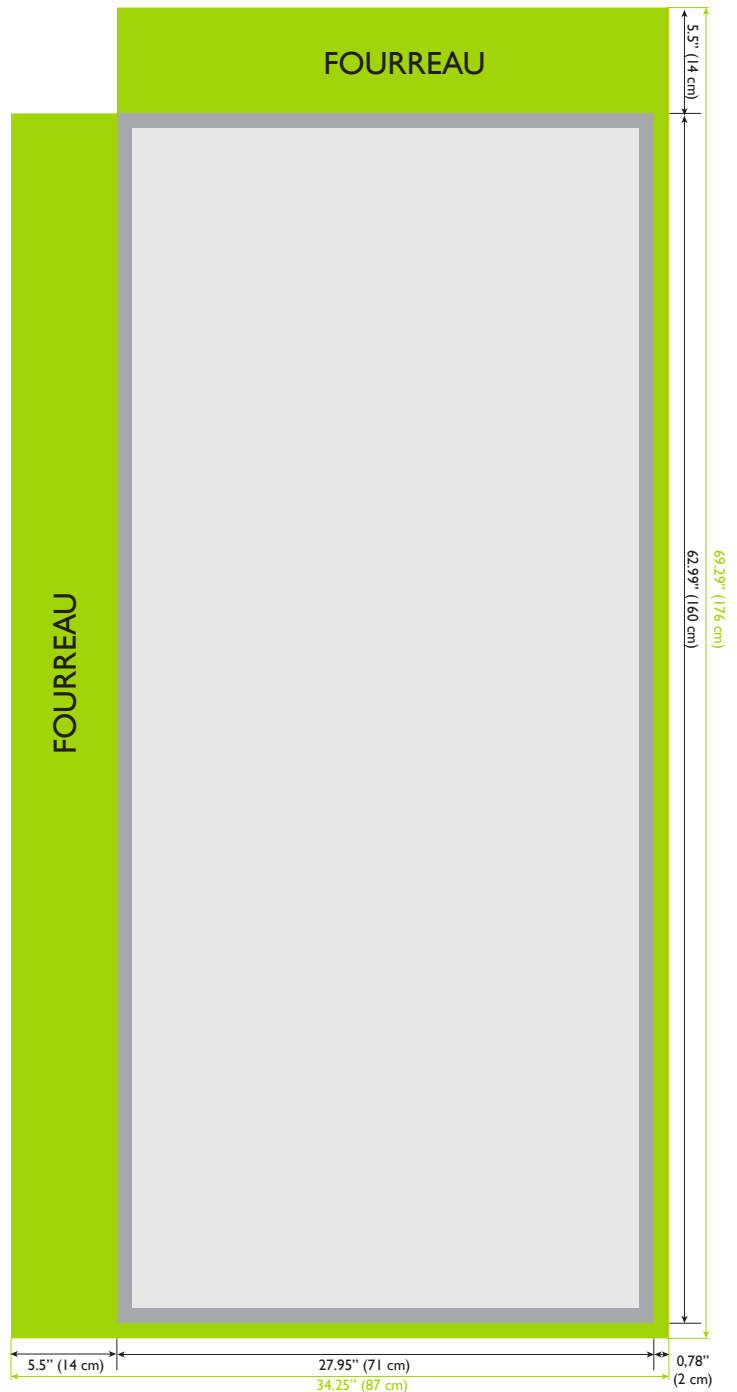 FOURREAU
5.5’’ (14 cm)
FOURREAU
62.99’’ (160 cm)
69.29’’ (176 cm)
5.5’’ (14 cm)
27.95’’ (71 cm)
0,78’’
(2 cm)
34.25’’ (87 cm)